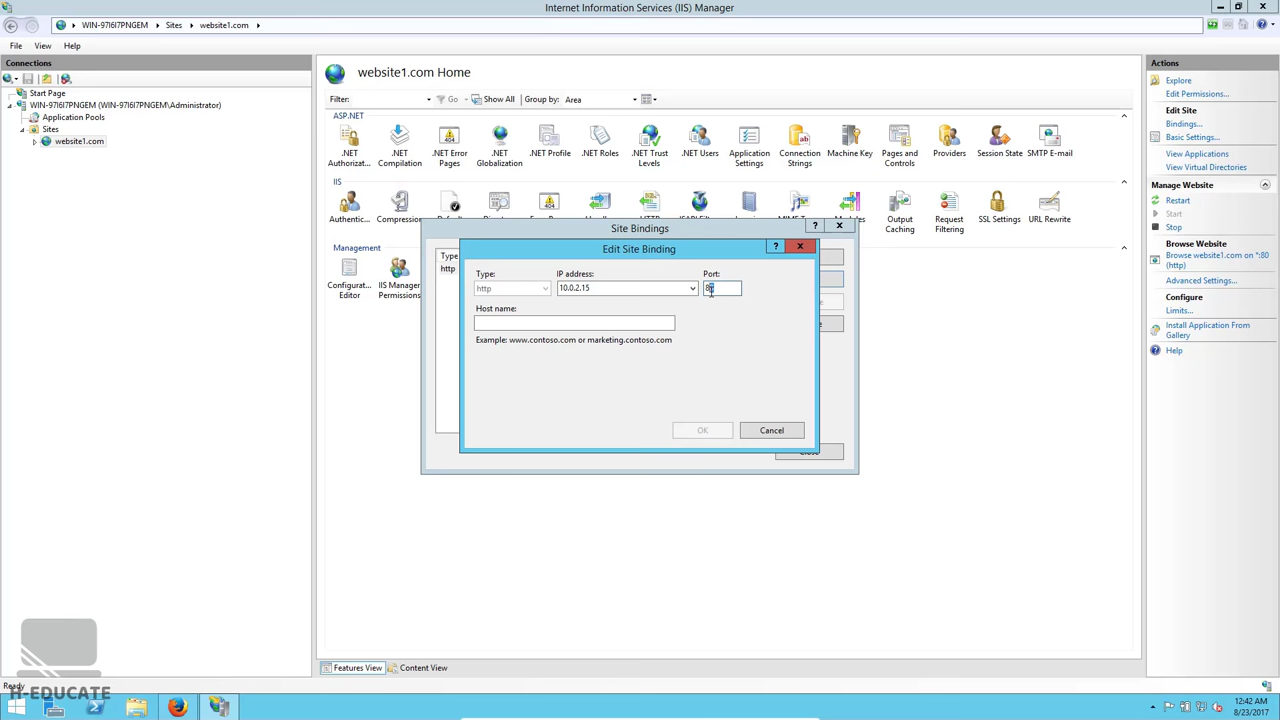 Internet Information Services (IIS) Manager
WIN-97I6I7PNGEM
Sites
website1.com
File
View
Help
Connections
Start Page
WIN-97I6I7PNGEM (WIN-97I6I7PNGEM\Administrator)
Application Pools
Sites
website1.com
website1.com Home
Filter:
Go
Show All
Group by:
Area
ASP.NET
.NET Authorizat...
.NET Compilation
.NET Error Pages
.NET Globalization
.NET Profile
.NET Roles
.NET Trust Levels
.NET Users
Application Settings
Connection Strings
Machine Key
Pages and Controls
Providers
Session State
SMTP E-mail
IIS
Authentic...
Compression
Output Caching
Request Filtering
SSL Settings
URL Rewrite
Management
Configurat... Editor
IIS Manager Permissions
Site Bindings
?
Type
http
Edit Site Binding
?
Type:
IP address:
Port:
http
10.0.2.15
Host name:
Example: www.contoso.com or marketing.contoso.com
OK
Cancel
Actions
Explore
Edit Permissions...
Edit Site
Bindings...
Basic Settings...
View Applications
View Virtual Directories
Manage Website
Restart
Start
Stop
Browse Website
Browse website1.com on *:80 (http)
Advanced Settings...
Configure
Limits...
Install Application From Gallery
Help
Features View
Content View
Ready
H-EDUCATE
12:42 AM
8/23/2017